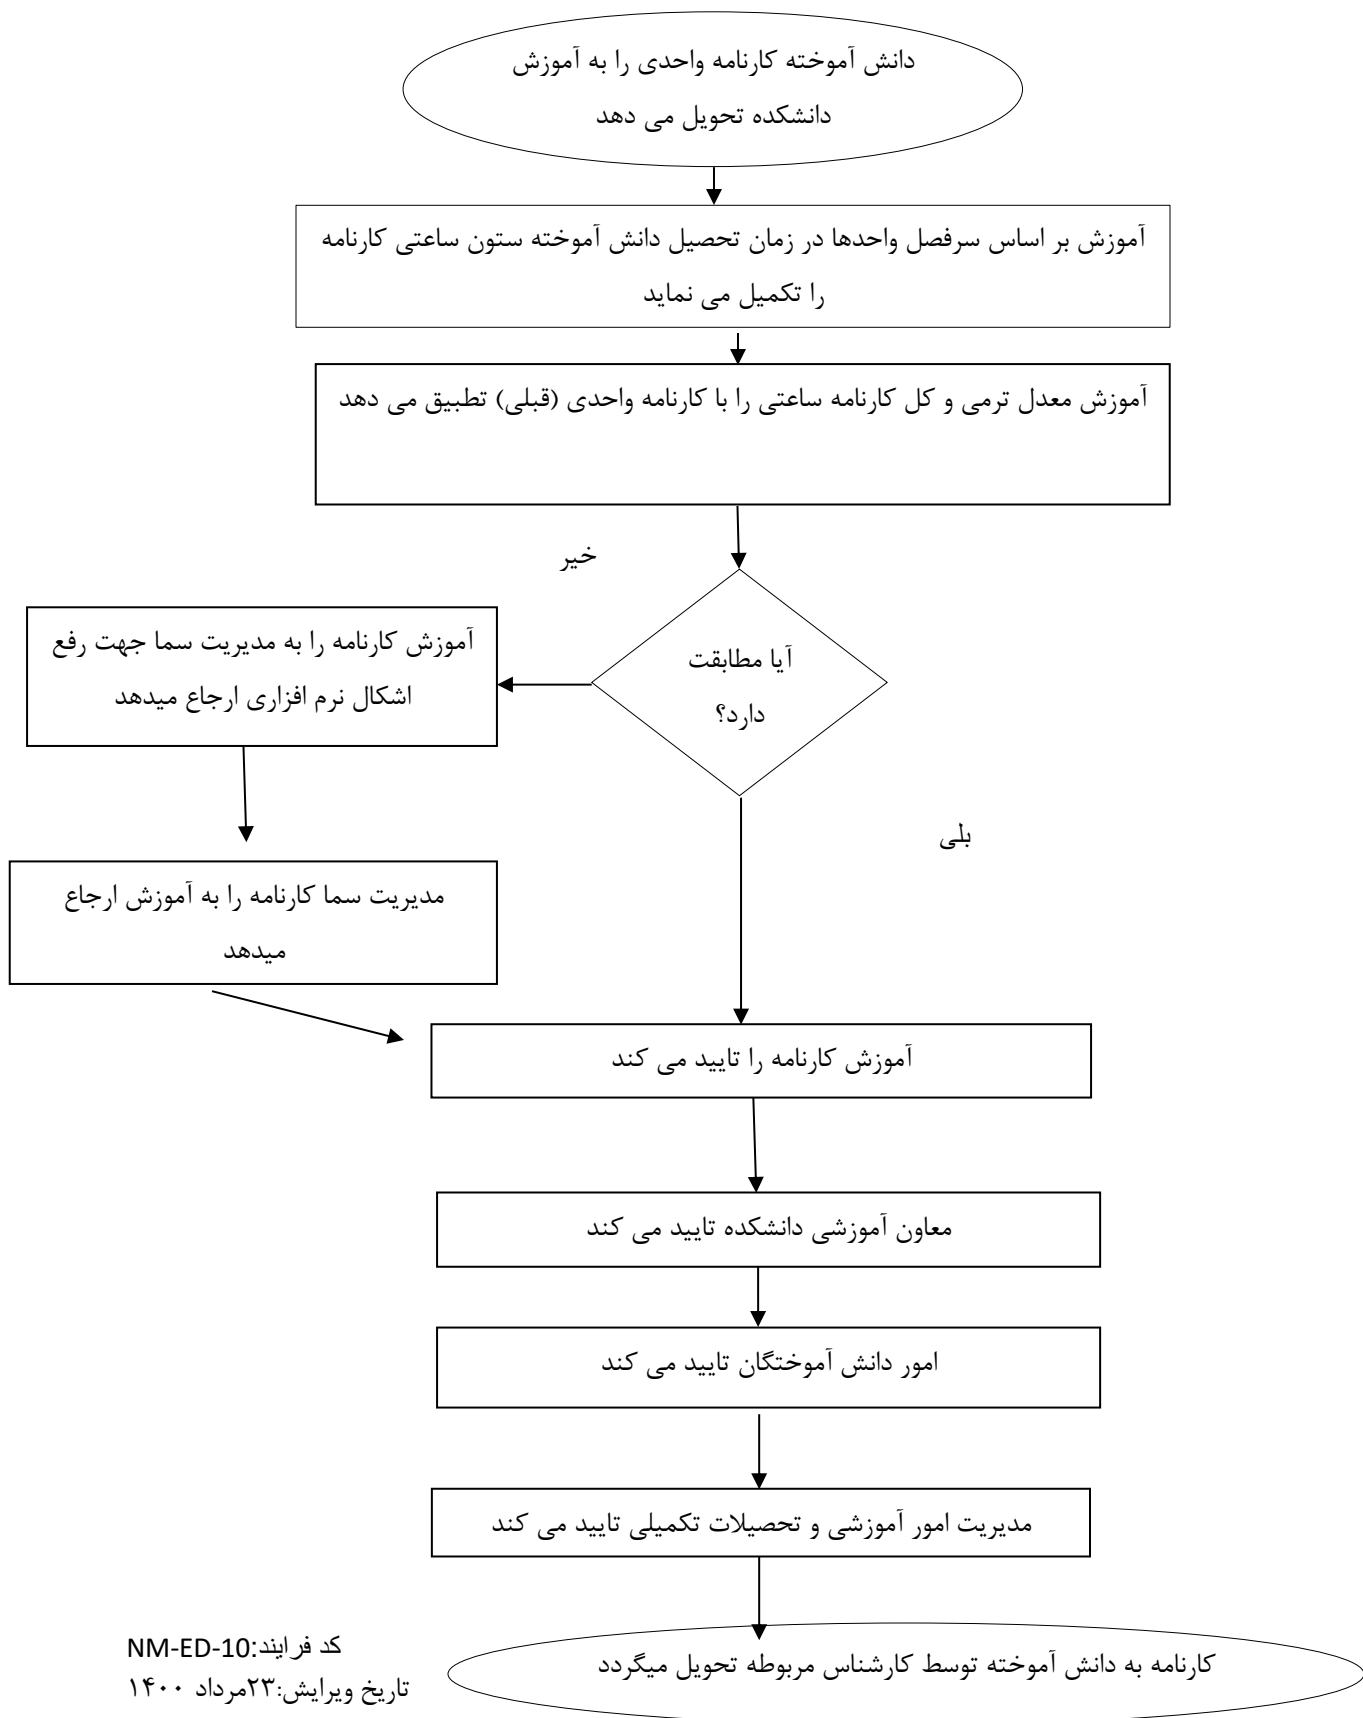 دانش آموخته کارنامه واحدی را به آموزش
دانشکده تحویل می دهد
آموزش بر اساس سرفصل واحدها در زمان تحصیل دانش آموخته ستون ساعتی کارنامه
را تکمیل می نماید
آموزش معدل ترمی و کل کارنامه ساعتی را با کارنامه واحدی (قبلی) تطبیق می دهد
خیر
آیا مطابقت
دارد؟
آموزش کارنامه را به مدیریت سما جهت رفع
اشکال نرم افزاری ارجاع میدهد
بلی
مدیریت سما کارنامه را به آموزش ارجاع
میدهد
آموزش کارنامه را تایید می کند
معاون آموزشی دانشکده تایید می کند
امور دانش آموختگان تایید می کند
مدیریت امور آموزشی و تحصیلات تکمیلی تایید می کند
کارنامه به دانش آموخته توسط کارشناس مربوطه تحویل میگردد
کد فرایند:NM-ED-10
تاریخ ویرایش:۲۳مرداد ۱۴۰۰